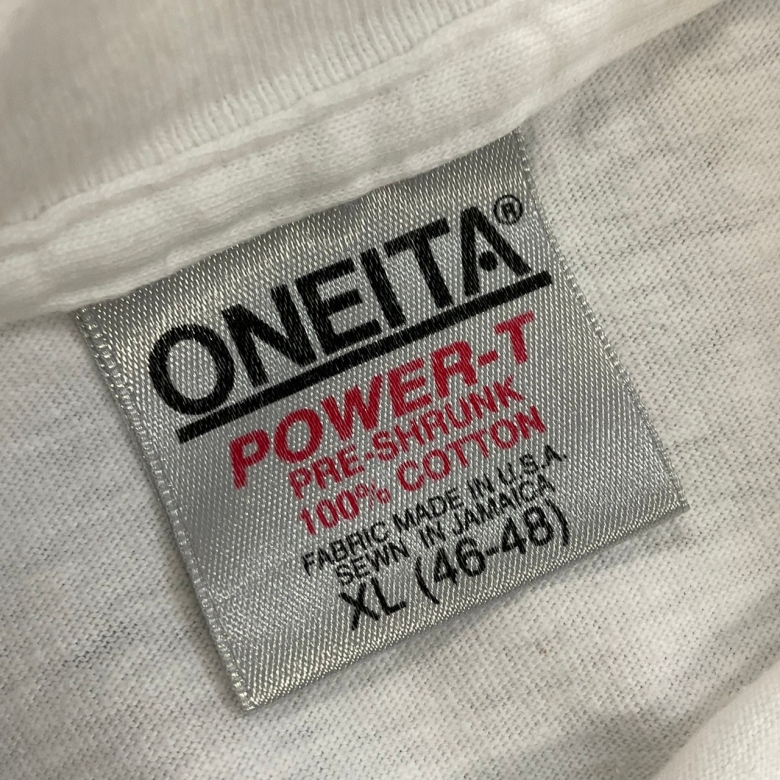 ONEITA®
POWER-T
PRE-SHRUNK
100% COTTON
FABRIC MADE IN U.S.A.
SEWN IN JAMAICA
XL (46-48)